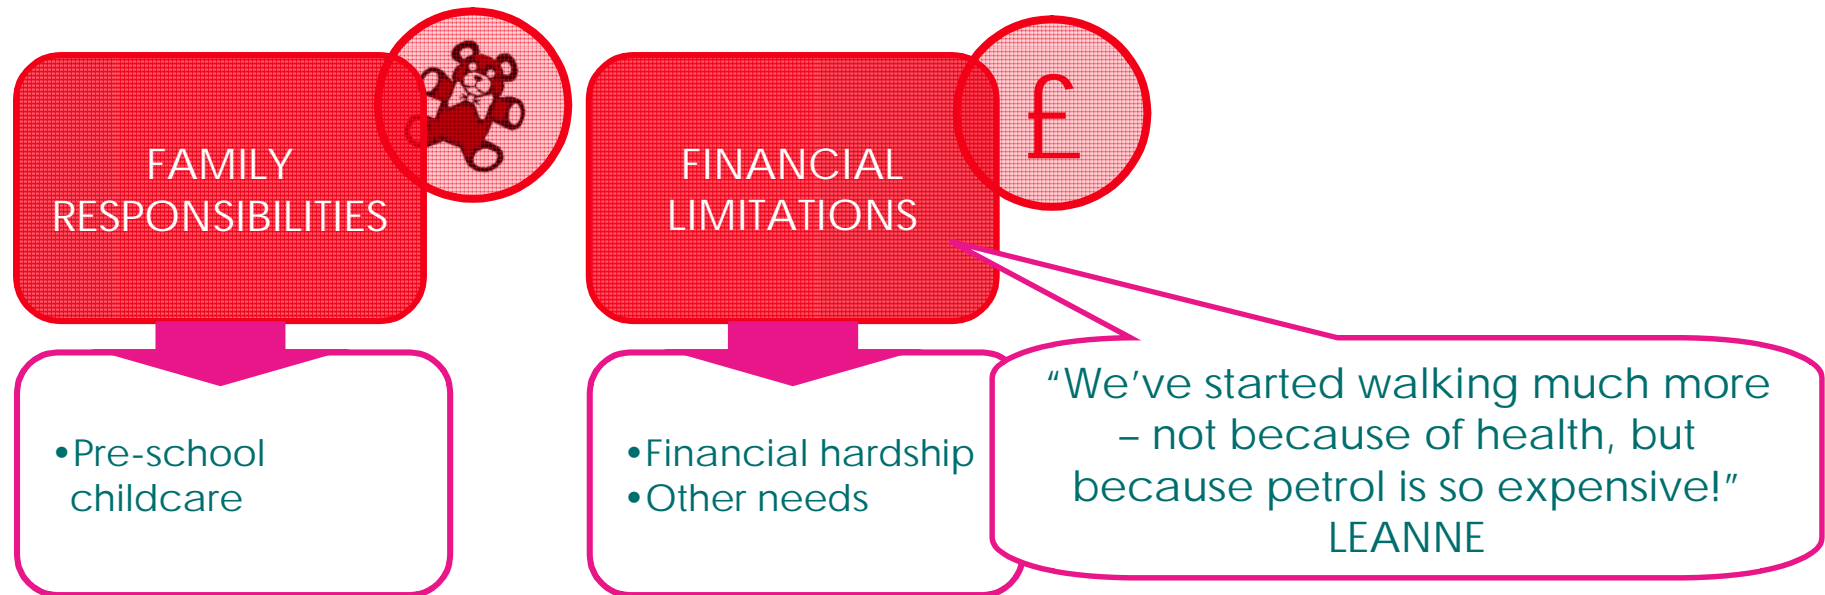 FAMILY
RESPONSIBILITIES
•Pre-school
childcare
FINANCIAL
LIMITATIONS
£
•Financial hardship
•Other needs
“We’ve started walking much more
– not because of health, but
because petrol is so expensive!”
LEANNE